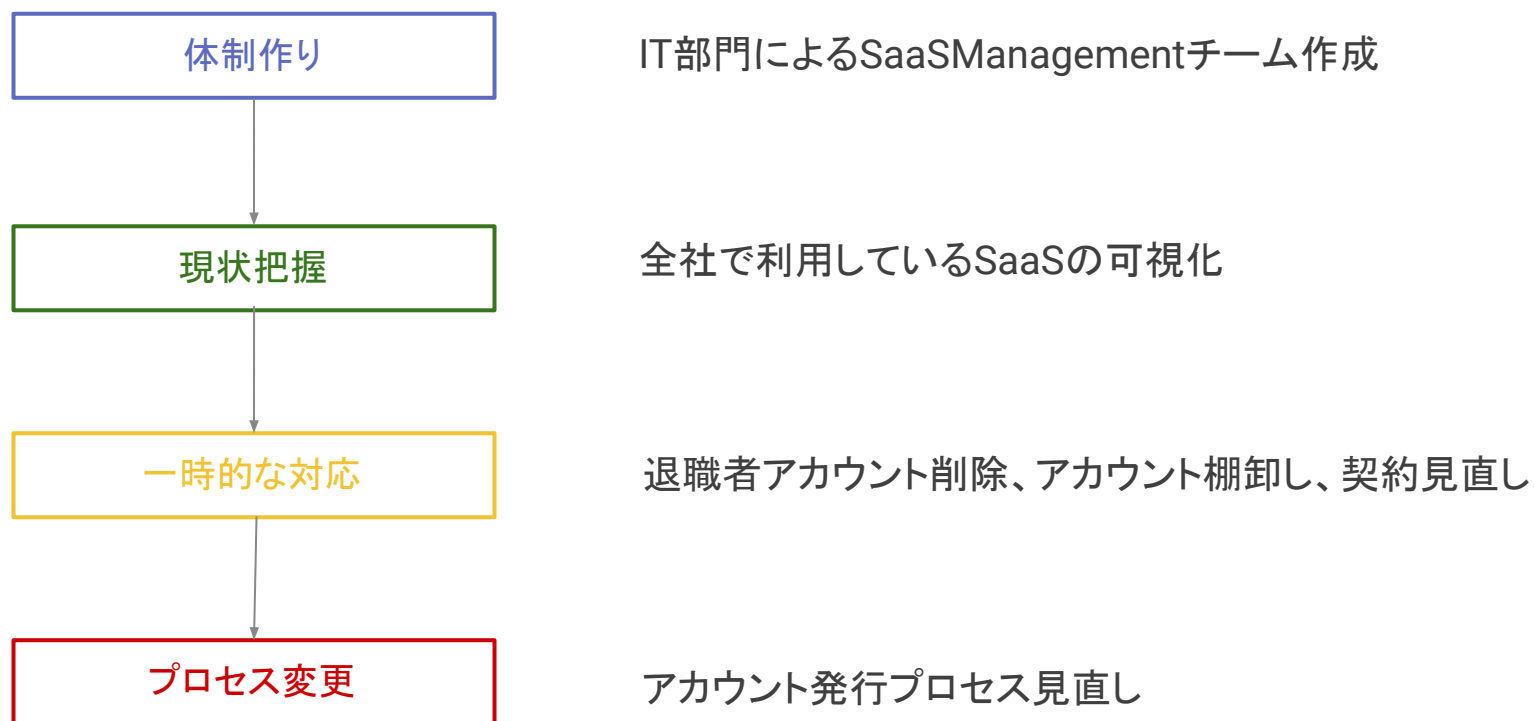 体制作り
IT部門によるSaaSManagementチーム作成
現状把握
全社で利用しているSaaSの可視化
一時的な対応
退職者アカウント削除、アカウント棚卸し、契約見直し
プロセス変更
アカウント発行プロセス見直し